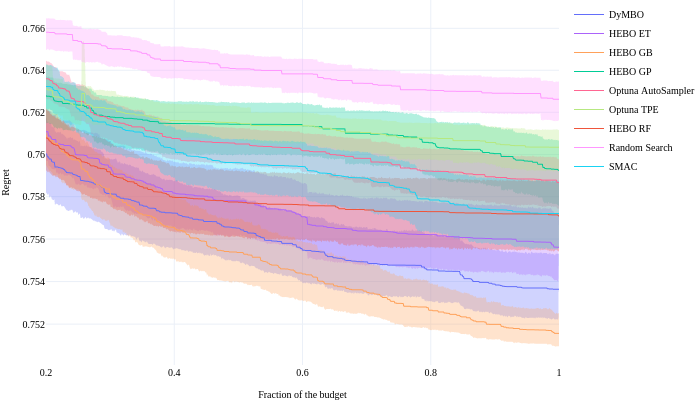 0.766
0.764
0.762
0.76
0.758
0.756
0.754
0.752
Regret
0.2
0.4
0.6
0.8
1
Fraction of the budget
DyMBO
HEBO ET
HEBO GB
HEBO GP
Optuna AutoSampler
Optuna TPE
HEBO RF
Random Search
SMAC